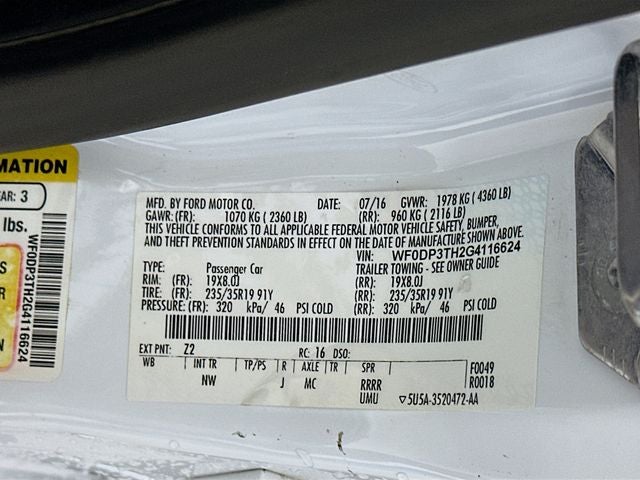 MATION
EAR: 3
lbs.
S
R
N
WF0DP3TH2G4116624
MFD. BY FORD MOTOR CO. DATE: 07/16 GVWR: 1978 KG ( 4360 LB)
GAWR: (FR): 1070 KG ( 2360 LB) (RR): 960 KG ( 2116 LB)
THIS VEHICLE CONFORMS TO ALL APPLICABLE FEDERAL MOTOR VEHICLE SAFETY, BUMPER,
AND THEFT PREVENTION STANDARDS IN EFFECT ON THE DATE OF MANUFACTURE SHOWN ABOVE.
VIN: WF0DP3TH2G4116624
TYPE: Passenger Car TRAILER TOWING - SEE OWNER GUIDE
RIM: (FR): 19X8.0J (RR): 19X8.0J
TIRE: (FR): 235/35R19 91Y (RR): 235/35R19 91Y
PRESSURE: (FR): 320 kPa/ 46 PSI COLD (RR): 320 kPa/ 46 PSI COLD
EXT PNT: Z2 RC: 16 DSO:
WB INT TR TP/PS R AXLE TR SPR F0049
NW J MC RRRR R0018
UMU ▽5U5A-3520472-AA